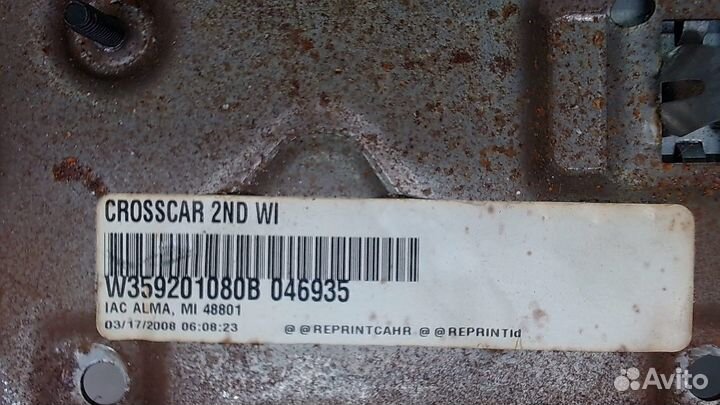 CROSSCAR 2ND WI
W359201080B 046935
IAC ALMA, MI 48801
03/17/2008 06:08:23 @@REPRINTCAHR @@REPRINTid
Avito